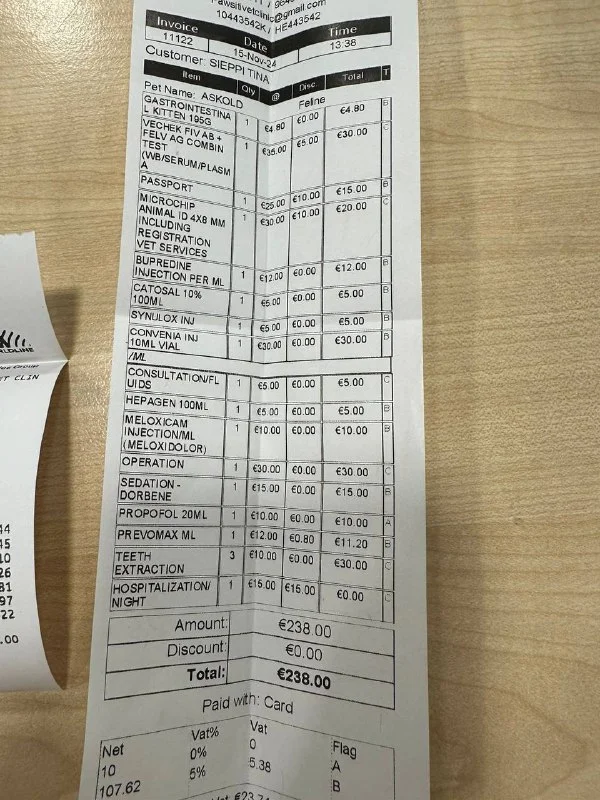 Pawsitivetclinic@gmail.com
10443542K / HE443542
Invoice Date Time
11122 15-Nov-24 13:38
Customer: SIEPPI TINA
Item Qty @ Disc. Total T
Pet Name: ASKOLD Feline
GASTROINTESTINA 1 €4.80 €0.00 €4.80 B
L KITTEN 195G
VECHEK FIV AB + 1 €35.00 €5.00 €30.00 C
FELV AG COMBIN
TEST
(WB/SERUM/PLASM
A
PASSPORT 1 €25.00 €10.00 €15.00 B
MICROCHIP 1 €30.00 €10.00 €20.00 C
ANIMAL ID 4X8 MM
INCLUDING
REGISTRATION
VET SERVICES
BUPREDINE 1 €12.00 €0.00 €12.00 B
INJECTION PER ML
CATOSAL 10% 1 €5.00 €0.00 €5.00 B
100ML
SYNULOX INJ 1 €5.00 €0.00 €5.00 B
CONVENIA INJ 1 €30.00 €0.00 €30.00 B
10ML VIAL
/ML
CONSULTATION/FL 1 €5.00 €0.00 €5.00 C
UIDS
HEPAGEN 100ML 1 €5.00 €0.00 €5.00 B
MELOXICAM 1 €10.00 €0.00 €10.00 B
INJECTION/ML
(MELOXIDOLOR)
OPERATION 1 €30.00 €0.00 €30.00 C
SEDATION - 1 €15.00 €0.00 €15.00 B
DORBENE
PROPOFOL 20ML 1 €10.00 €0.00 €10.00 A
PREVOMAX ML 1 €12.00 €0.80 €11.20 B
TEETH 3 €10.00 €0.00 €30.00 C
EXTRACTION
HOSPITALIZATION/ 1 €15.00 €15.00 €0.00 C
NIGHT
Amount: €238.00
Discount: €0.00
Total: €238.00
Paid with: Card
Net Vat% Vat Flag
10 0% 0 A
107.62 5% 5.38 B
ET CLIN
44
45
10
26
81
97
22
.00